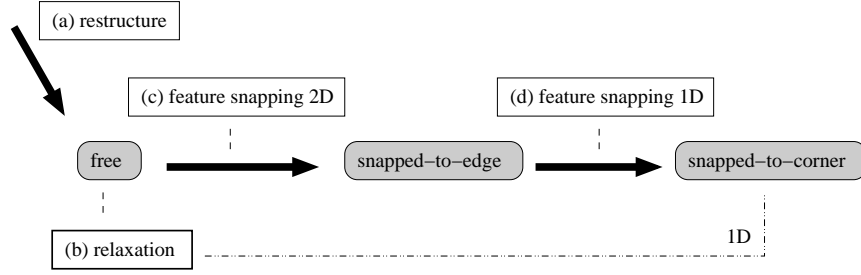 (a) restructure
(c) feature snapping 2D
(d) feature snapping 1D
free
snapped−to−edge
snapped−to−corner
(b) relaxation
1D